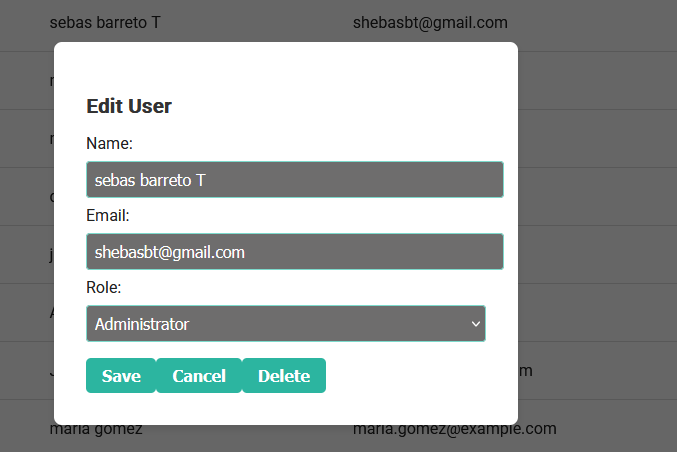 sebas barreto T shebasbt@gmail.com
Edit User
Name:
sebas barreto T
Email:
shebasbt@gmail.com
Role:
Administrator
Save Cancel Delete
maria gomez maria.gomez@example.com